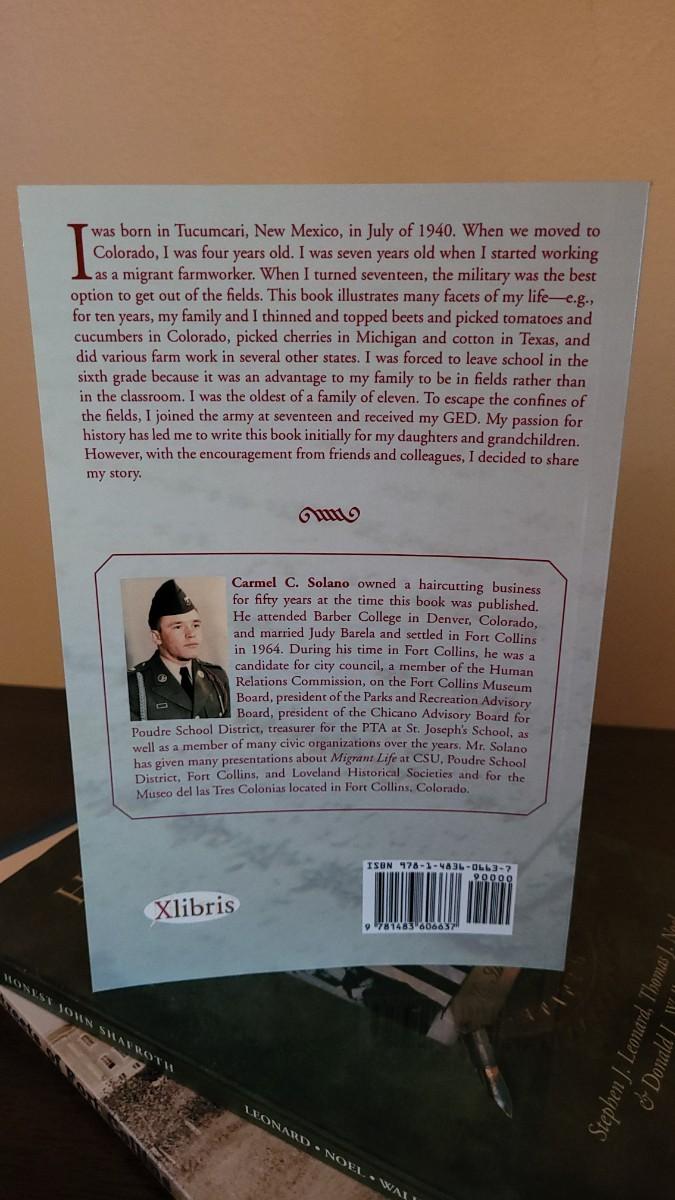 I was born in Tucumcari, New Mexico, in July of 1940. When we moved to
Colorado, I was four years old. I was seven years old when I started working
as a migrant farmworker. When I turned seventeen, the military was the best
option to get out of the fields. This book illustrates many facets of my life—e.g.,
for ten years, my family and I thinned and topped beets and picked tomatoes and
cucumbers in Colorado, picked cherries in Michigan and cotton in Texas, and
did various farm work in several other states. I was forced to leave school in the
sixth grade because it was an advantage to my family to be in fields rather than
in the classroom. I was the oldest of a family of eleven. To escape the confines of
the fields, I joined the army at seventeen and received my GED. My passion for
history has led me to write this book initially for my daughters and grandchildren.
However, with the encouragement from friends and colleagues, I decided to share
my story.
Carmel C. Solano owned a haircutting business
for fifty years at the time this book was published.
He attended Barber College in Denver, Colorado,
and married Judy Barela and settled in Fort Collins
in 1964. During his time in Fort Collins, he was a
candidate for city council, a member of the Human
Relations Commission, on the Fort Collins Museum
Board, president of the Parks and Recreation Advisory
Board, president of the Chicano Advisory Board for
Poudre School District, treasurer for the PTA at St. Joseph's School, as
well as a member of many civic organizations over the years. Mr. Solano
has given many presentations about Migrant Life at CSU, Poudre School
District, Fort Collins, and Loveland Historical Societies and for the
Museo del las Tres Colonias located in Fort Collins, Colorado.
Xlibris
ISBN 978-1-4836-0663-7
90000
9 781483 606637
H
HONEST JOHN SHAFROTH
LEONARD • NOEL •
Stephen J. Leonard, Thomas J.
& Donald L.